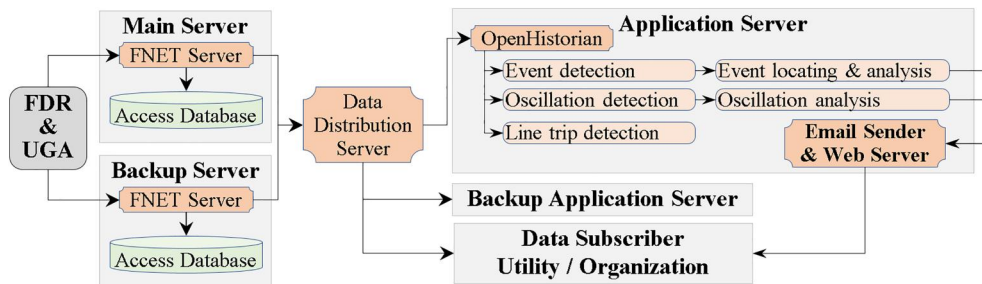 FDR
&
UGA
Main Server
FNET Server
Access Database
Backup Server
FNET Server
Access Database
Data
Distribution
Server
Application Server
OpenHistorian
Event detection
Event locating & analysis
Oscillation detection
Oscillation analysis
Line trip detection
Email Sender
& Web Server
Backup Application Server
Data Subscriber
Utility / Organization